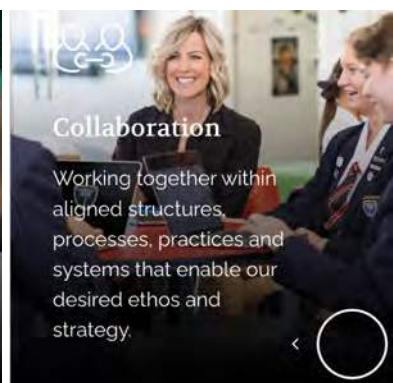 Collaboration
Working together within
aligned structures,
processes, practices and
systems that enable our
desired ethos and
strategy.